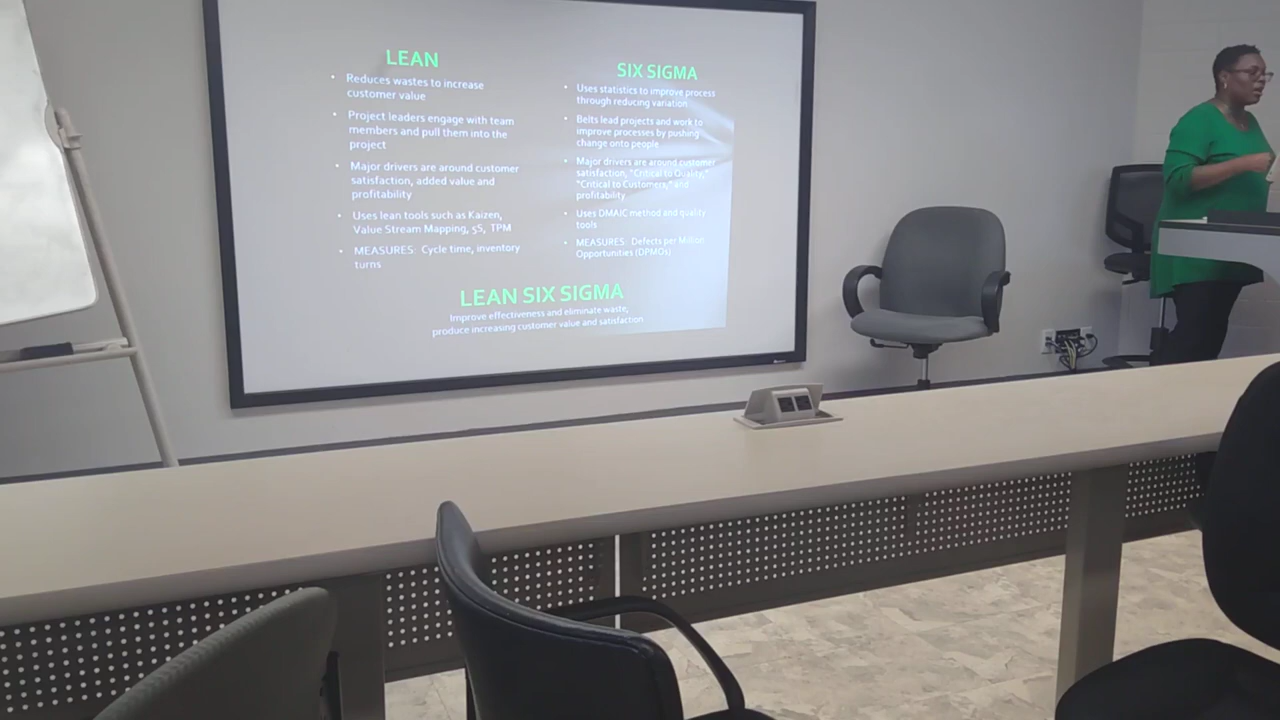 LEAN
• Reduces wastes to increase
customer value
• Project leaders engage with team
members and pull them into the
project
• Major drivers are around customer
satisfaction, added value and
profitability
• Uses lean tools such as Kaizen,
Value Stream Mapping, 5S, TPM
• MEASURES: Cycle time, inventory
turns
SIX SIGMA
• Uses statistics to improve process
through reducing variation
• Belts lead projects and work to
improve processes by pushing
change onto people
• Major drivers are around customer
satisfaction, "Critical to Quality,"
"Critical to Customers," and
profitability
• Uses DMAIC method and quality
tools
• MEASURES: Defects per Million
Opportunities (DPMOs)
LEAN SIX SIGMA
Improve effectiveness and eliminate waste;
produce increasing customer value and satisfaction